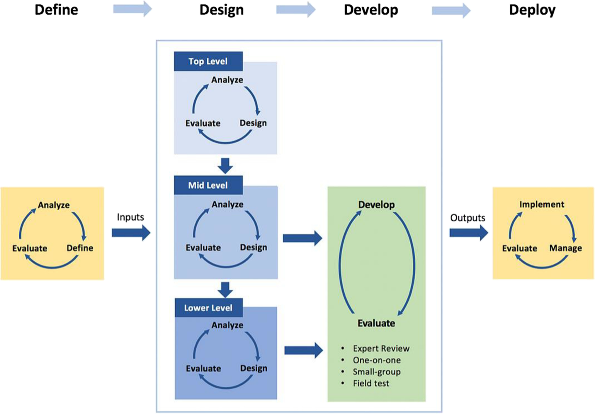 Define
Design
Develop
Deploy
Top Level
Analyze
Evaluate
Design
Mid Level
Analyze
Evaluate
Design
Lower Level
Analyze
Evaluate
Design
Analyze
Evaluate
Define
Inputs
Develop
Evaluate
• Expert Review
• One-on-one
• Small-group
• Field test
Outputs
Implement
Evaluate
Manage